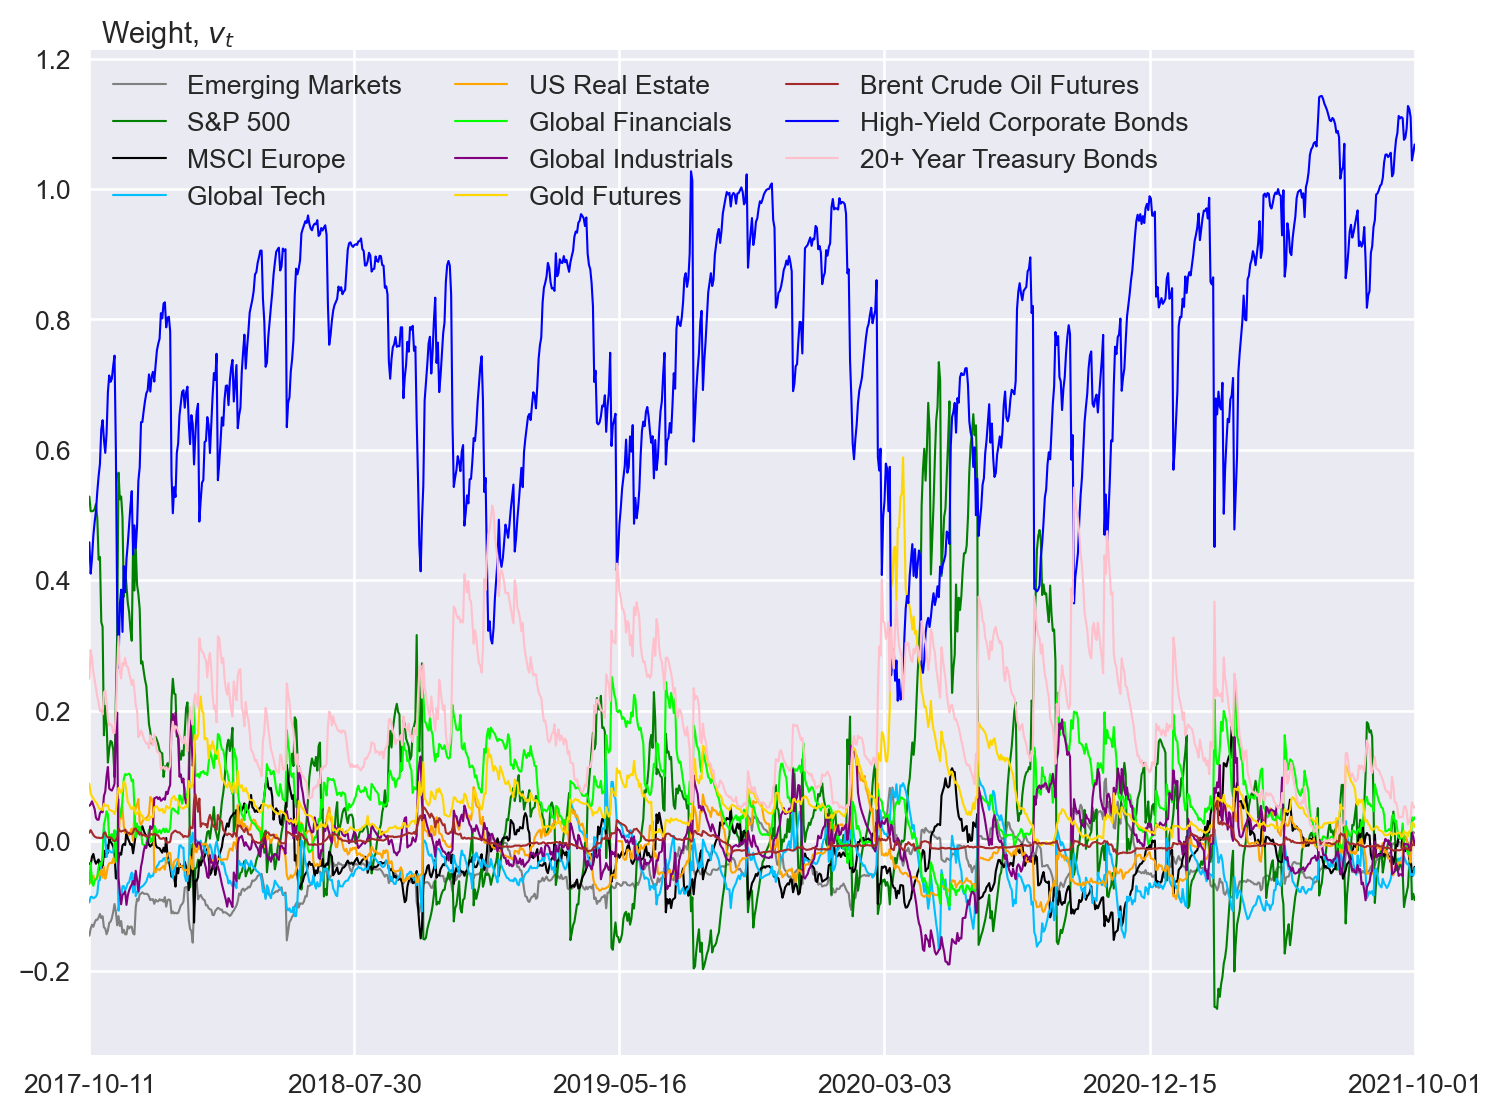 Weight, vt
1.2
1.0
0.8
0.6
0.4
0.2
0.0
−0.2
Emerging Markets
S&P 500
MSCI Europe
Global Tech
US Real Estate
Global Financials
Global Industrials
Gold Futures
Brent Crude Oil Futures
High-Yield Corporate Bonds
20+ Year Treasury Bonds
2017-10-11 2018-07-30 2019-05-16 2020-03-03 2020-12-15 2021-10-01